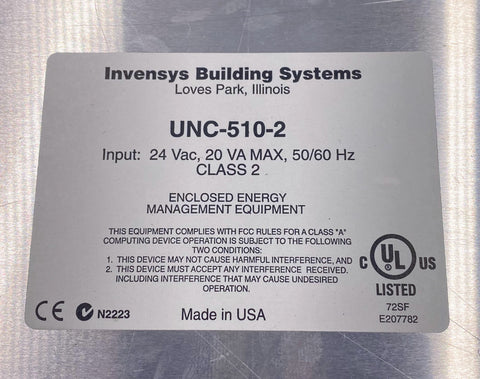 Invensys Building Systems
Loves Park, Illinois
UNC-510-2
Input: 24 Vac, 20 VA MAX, 50/60 Hz
CLASS 2
ENCLOSED ENERGY
MANAGEMENT EQUIPMENT
THIS EQUIPMENT COMPLIES WITH FCC RULES FOR A CLASS "A"
COMPUTING DEVICE OPERATION IS SUBJECT TO THE FOLLOWING
TWO CONDITIONS:
1. THIS DEVICE MAY NOT CAUSE HARMFUL INTERFERENCE, AND
2. THIS DEVICE MUST ACCEPT ANY INTERFERENCE RECEIVED.
INCLUDING INTERFERENCE THAT MAY CAUSE UNDESIRED
OPERATION.
C UL US
LISTED
72SF
E207782
CE N2223
Made in USA